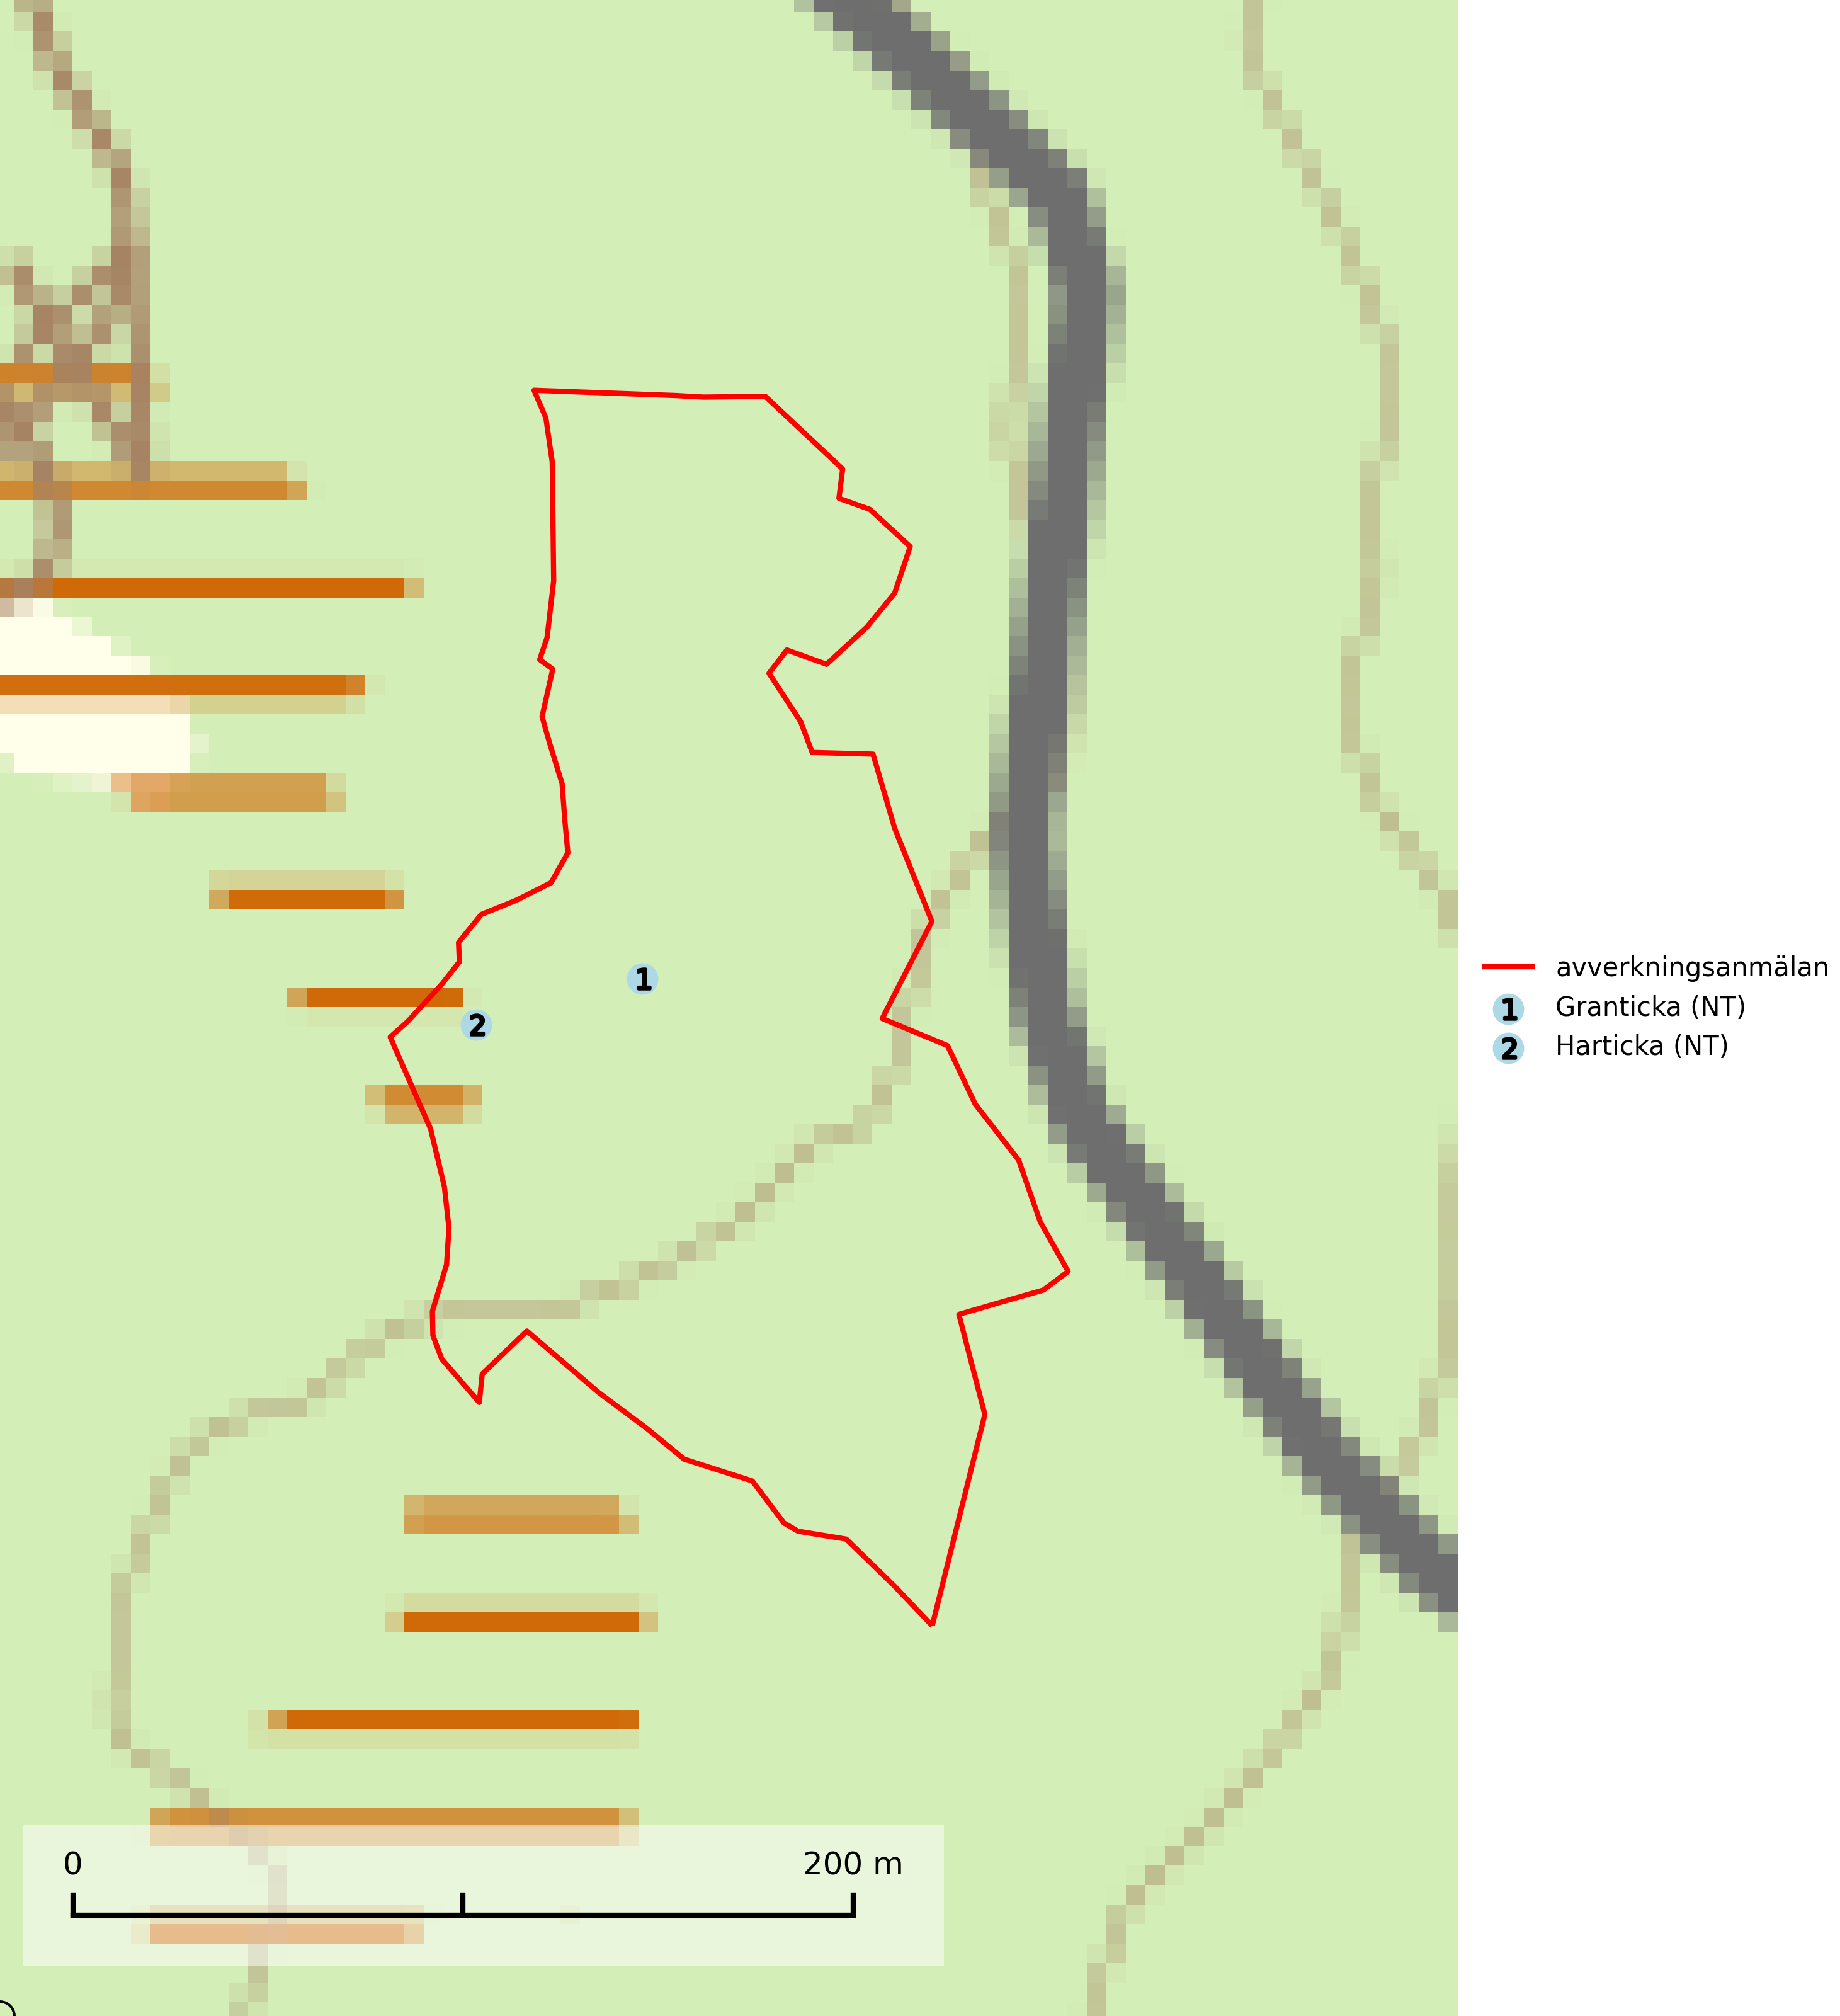 1
2
avverkningsanmälan
1 Granticka (NT)
2 Harticka (NT)
0 200 m